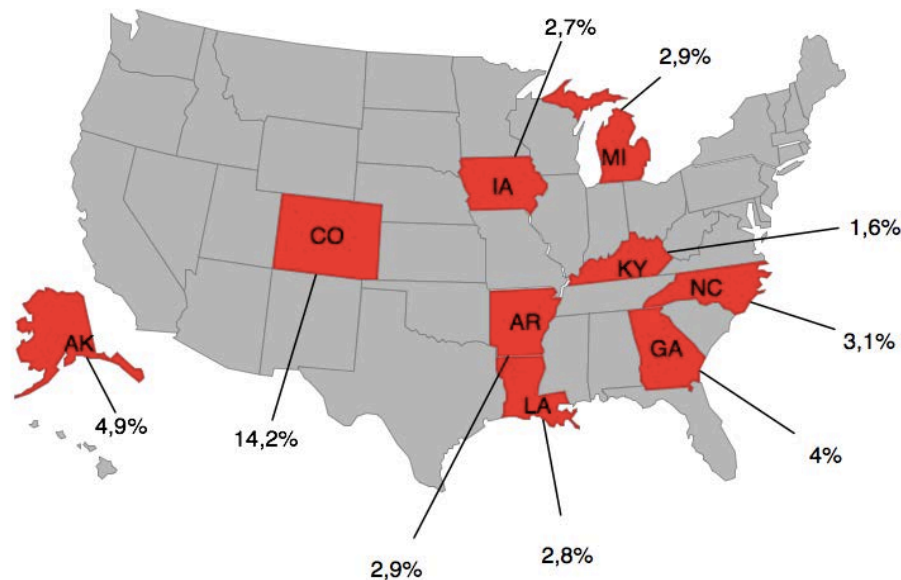 2,7%
2,9%
MI
IA
1,6%
CO
KY
NC
AR
3,1%
AK
GA
LA
4,9%
14,2%
4%
2,9%
2,8%